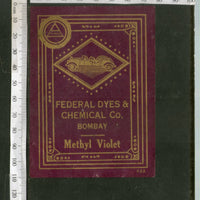 FEDERAL DYES &
CHEMICAL Co.
BOMBAY
Methyl Violet